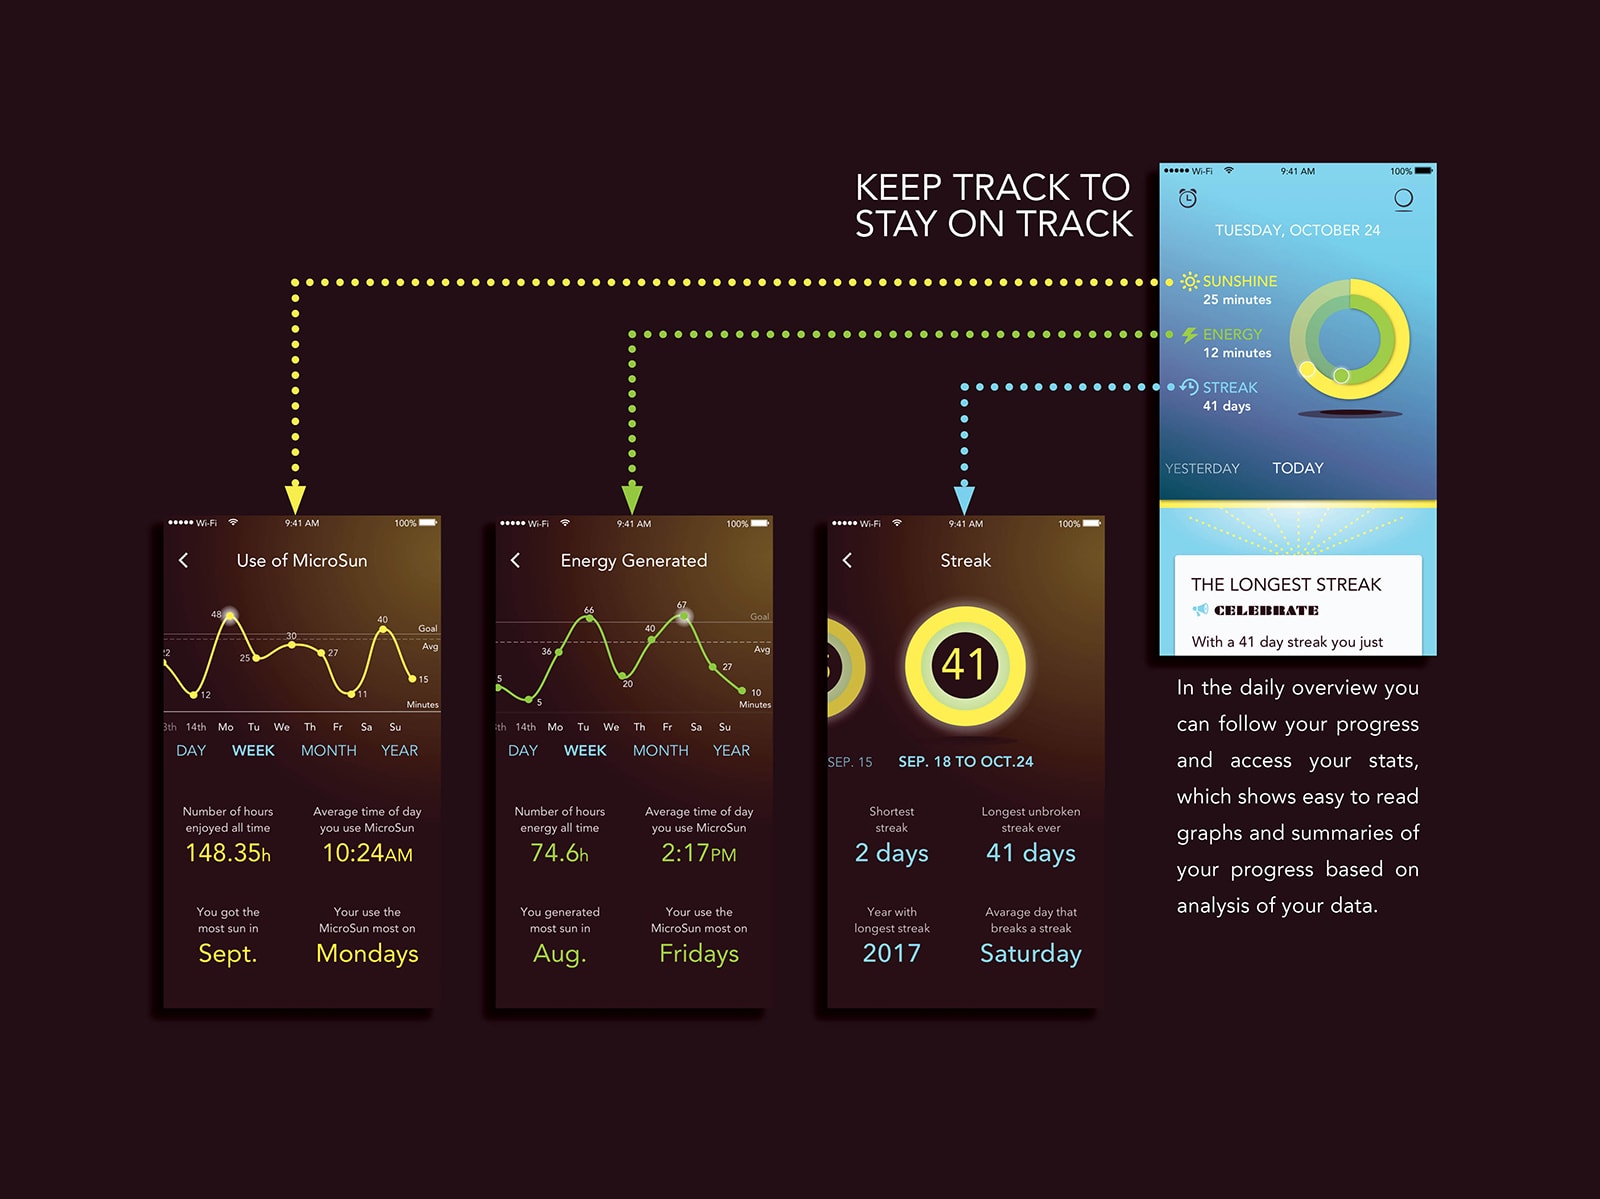 KEEP TRACK TO
STAY ON TRACK
Wi-Fi 9:41 AM 100%
TUESDAY, OCTOBER 24
SUNSHINE
25 minutes
ENERGY
12 minutes
STREAK
41 days
YESTERDAY TODAY
THE LONGEST STREAK
CELEBRATE
With a 41 day streak you just
In the daily overview you
can follow your progress
and access your stats,
which shows easy to read
graphs and summaries of
your progress based on
analysis of your data.
Wi-Fi 9:41 AM 100%
Use of MicroSun
48
40
Goal
30
Avg
22
25
27
15
12
11
Minutes
14th Mo Tu We Th Fr Sa Su
DAY WEEK MONTH YEAR
Number of hours
enjoyed all time
148.35h
Average time of day
you use MicroSun
10:24AM
You got the
most sun in
Sept.
Your use the
MicroSun most on
Mondays
Wi-Fi 9:41 AM 100%
Energy Generated
66
67
Goal
40
36
Avg
27
5
20
10
5
Minutes
14th Mo Tu We Th Fr Sa Su
DAY WEEK MONTH YEAR
Number of hours
energy all time
74.6h
Average time of day
you use MicroSun
2:17PM
You generated
most sun in
Aug.
Your use the
MicroSun most on
Fridays
Wi-Fi 9:41 AM 100%
Streak
41
SEP. 15 SEP. 18 TO OCT.24
Shortest
streak
2 days
Longest unbroken
streak ever
41 days
Year with
longest streak
2017
Avarage day that
breaks a streak
Saturday